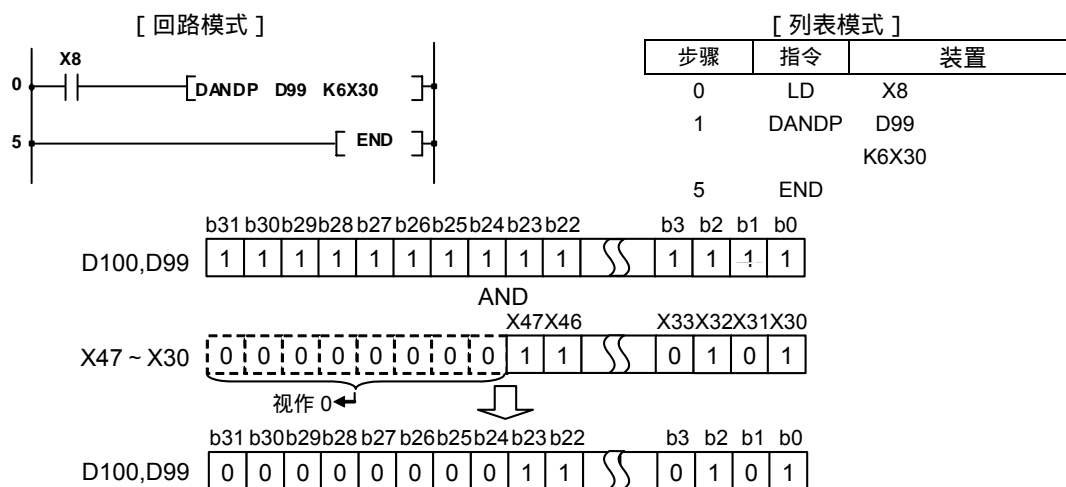 [ 回路模式 ]
X8
0
DANDP D99 K6X30
5
END
[ 列表模式 ]
步骤 指令 装置
0 LD X8
1 DANDP D99
K6X30
5 END
b31 b30 b29 b28 b27 b26 b25 b24 b23 b22 b3 b2 b1 b0
D100,D99 1 1 1 1 1 1 1 1 1 1 1 1 1 1
AND
X47 X46 X33 X32 X31 X30
X47 ~ X30 0 0 0 0 0 0 0 0 1 1 0 1 0 1
视作 0
b31 b30 b29 b28 b27 b26 b25 b24 b23 b22 b3 b2 b1 b0
D100,D99 0 0 0 0 0 0 0 0 1 1 0 1 0 1